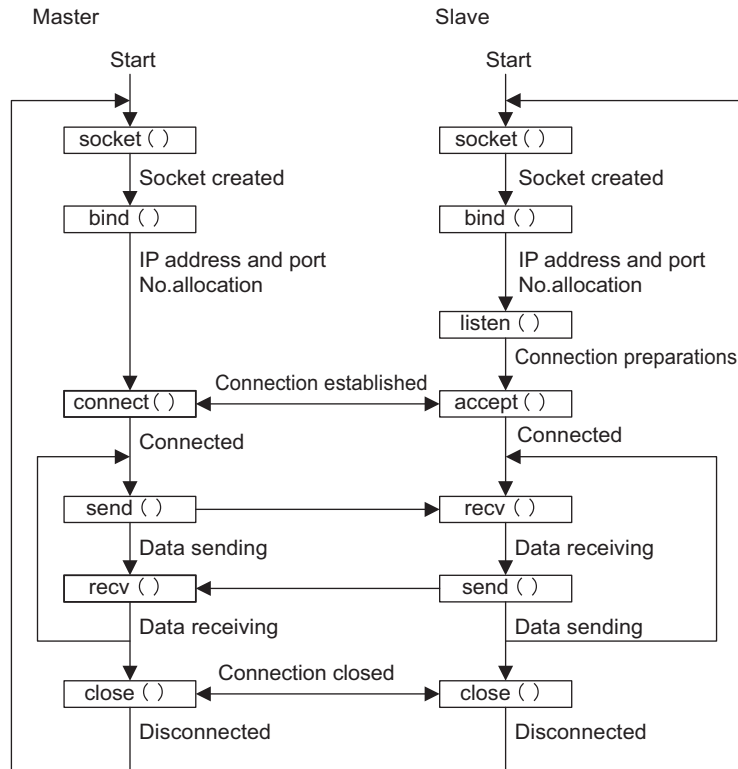 Master
Slave
Start
Start
socket ( )
socket ( )
Socket created
Socket created
bind ( )
bind ( )
IP address and port
No.allocation
IP address and port
No.allocation
listen ( )
Connection preparations
Connection established
connect ( )
accept ( )
Connected
Connected
send ( )
recv ( )
Data sending
Data receiving
recv ( )
send ( )
Data receiving
Data sending
Connection closed
close ( )
close ( )
Disconnected
Disconnected